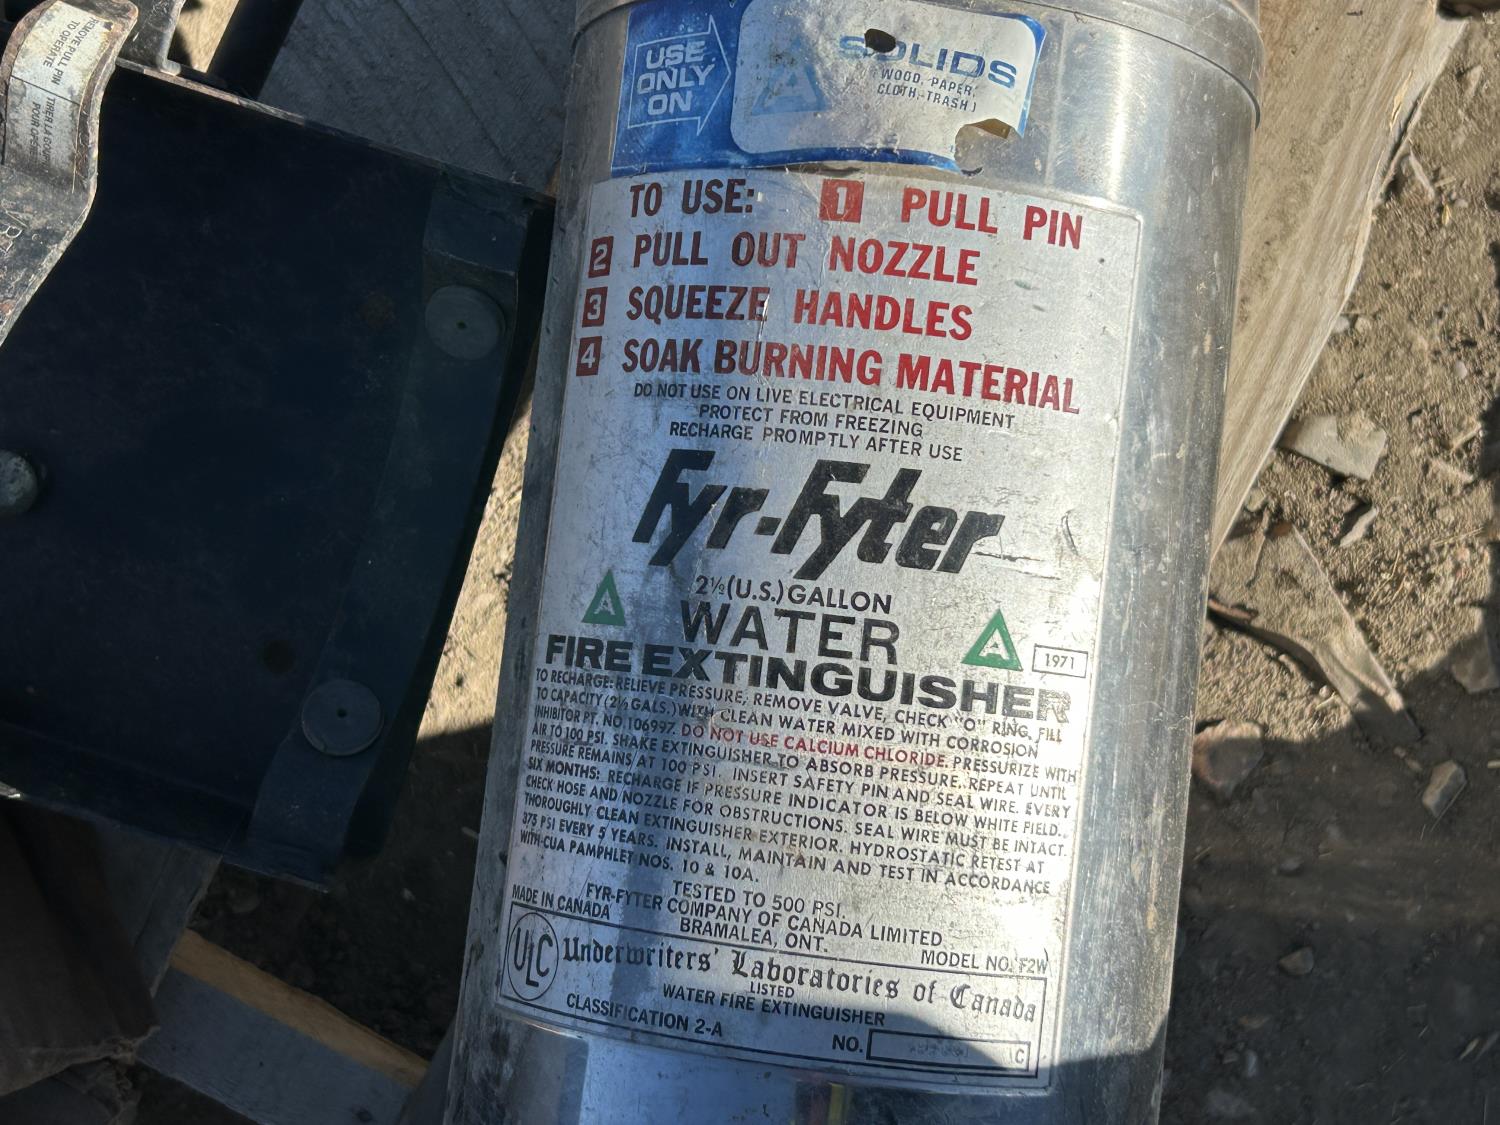 REMOVE PULL PIN
TO OPERATE
TIRER LA
USE
ONLY
ON
A
SOLIDS
WOOD, PAPER,
CLOTH, TRASH)
TO USE: 1 PULL PIN
2 PULL OUT NOZZLE
3 SQUEEZE HANDLES
4 SOAK BURNING MATERIAL
DO NOT USE ON LIVE ELECTRICAL EQUIPMENT
PROTECT FROM FREEZING
RECHARGE PROMPTLY AFTER USE
Fyr-Fyter
2½(U.S.)GALLON
A WATER A
1971
FIRE EXTINGUISHER
TO RECHARGE: RELIEVE PRESSURE, REMOVE VALVE, CHECK "O" RING, FILL
TO CAPACITY (2½ GALS.) WITH CLEAN WATER MIXED WITH CORROSION
INHIBITOR PT. NO. 106997. DO NOT USE CALCIUM CHLORIDE. PRESSURIZE WITH
AIR TO 100 PSI. SHAKE EXTINGUISHER TO ABSORB PRESSURE. REPEAT UNTIL
PRESSURE REMAINS AT 100 PSI. INSERT SAFETY PIN AND SEAL WIRE. EVERY
SIX MONTHS: RECHARGE IF PRESSURE INDICATOR IS BELOW WHITE FIELD.
CHECK HOSE AND NOZZLE FOR OBSTRUCTIONS. SEAL WIRE MUST BE INTACT.
THOROUGHLY CLEAN EXTINGUISHER EXTERIOR. HYDROSTATIC RETEST AT
375 PSI EVERY 5 YEARS. INSTALL, MAINTAIN AND TEST IN ACCORDANCE
WITH CUA PAMPHLET NOS. 10 & 10A.
TESTED TO 500 PSI.
FYR-FYTER COMPANY OF CANADA LIMITED
MADE IN CANADA
BRAMALEA, ONT.
MODEL NO. F2W
ULC Underwriters' Laboratories of Canada
LISTED
WATER FIRE EXTINGUISHER
CLASSIFICATION 2-A
NO. C